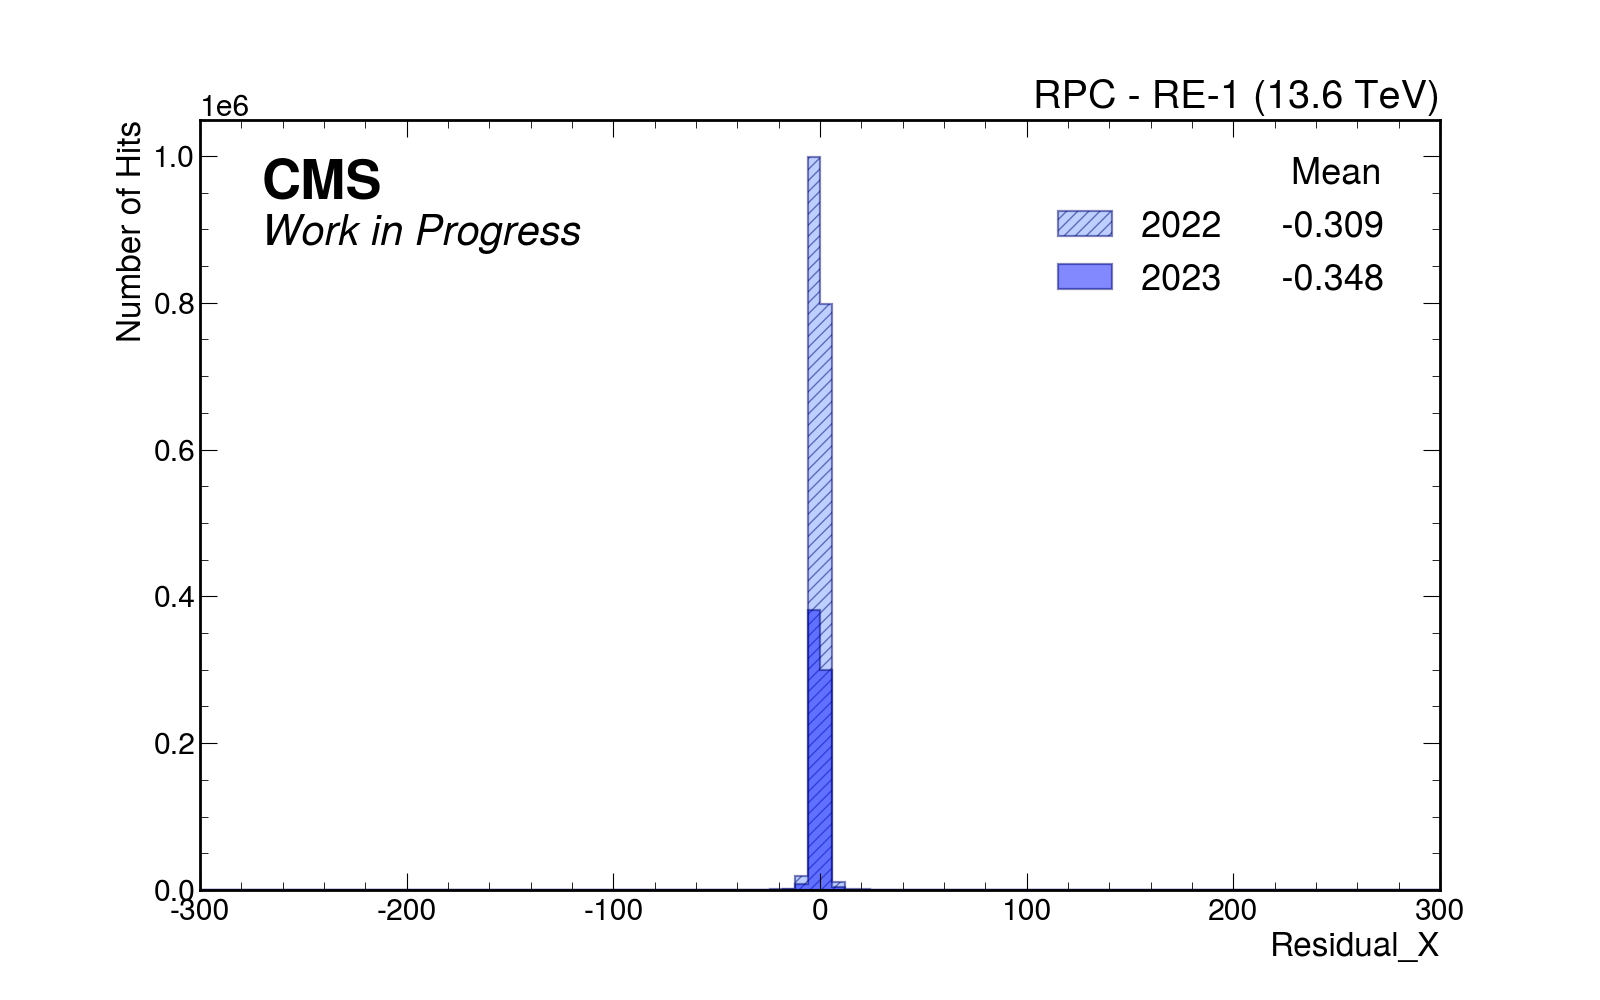 RPC - RE-1 (13.6 TeV)
1e6
Number of Hits
CMS
Work in Progress
Mean
2022 -0.309
2023 -0.348
1.0
0.8
0.6
0.4
0.2
0.0
-300 -200 -100 0 100 200 300
Residual_X